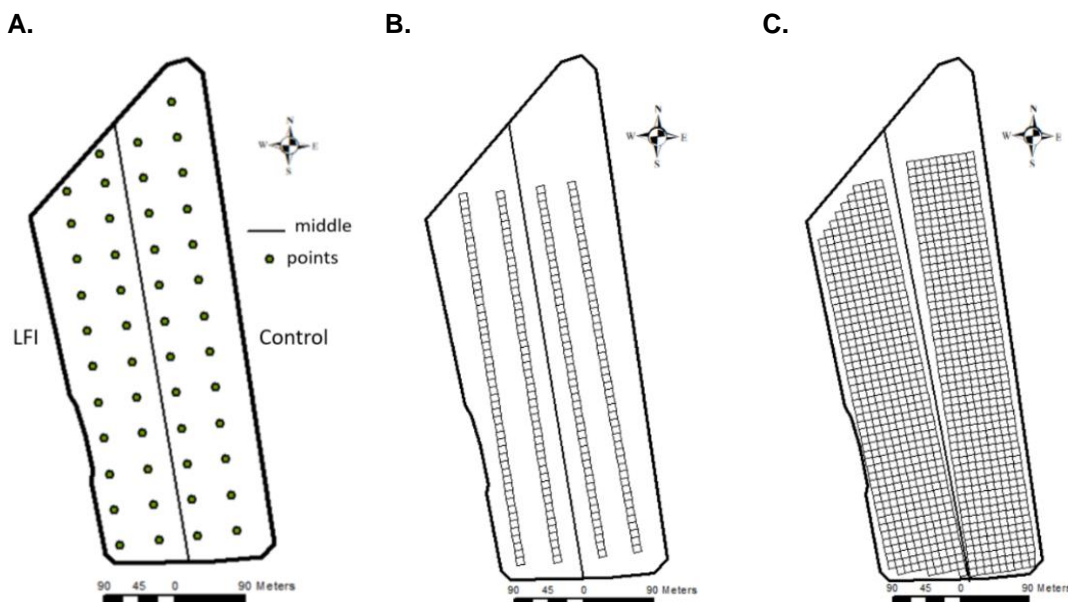 A. B. C.
N
W E
S
N
W E
S
N
W E
S
middle
points
LFI Control
90 45 0 90 Meters
90 45 0 90 Meters
90 45 0 90 Meters